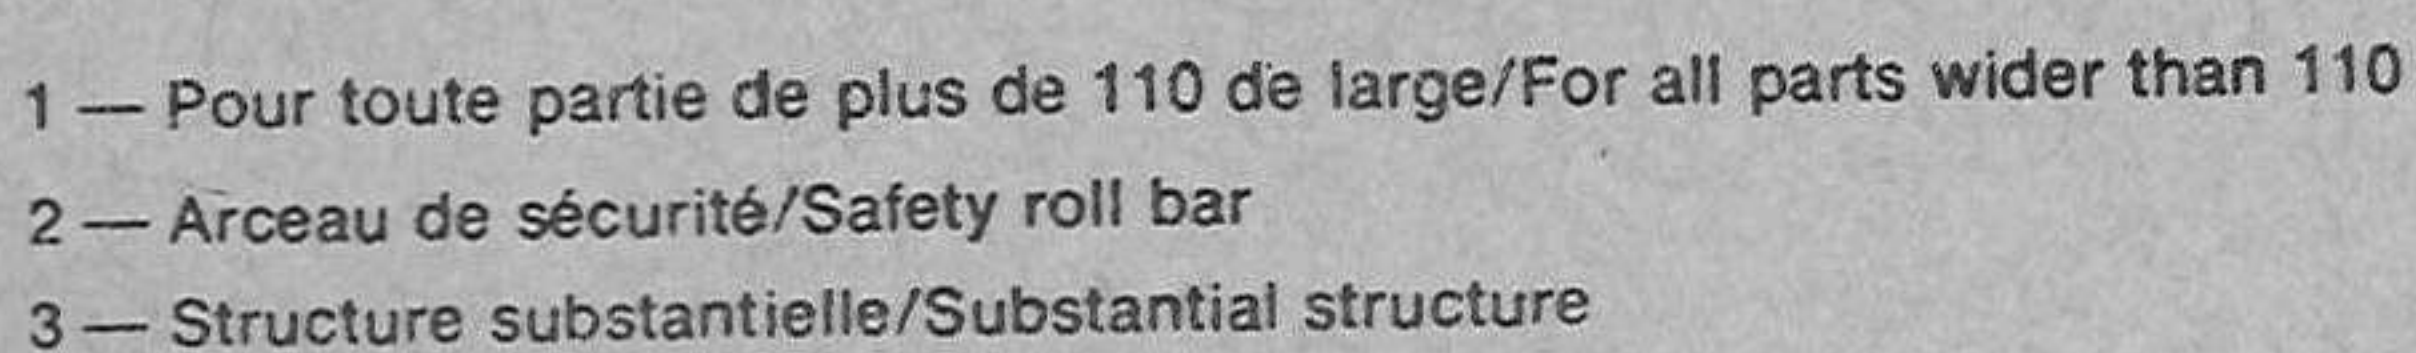 1 — Pour toute partie de plus de 110 de large/For all parts wider than 110
2 — Arceau de sécurité/Safety roll bar
3 — Structure substantielle/Substantial structure